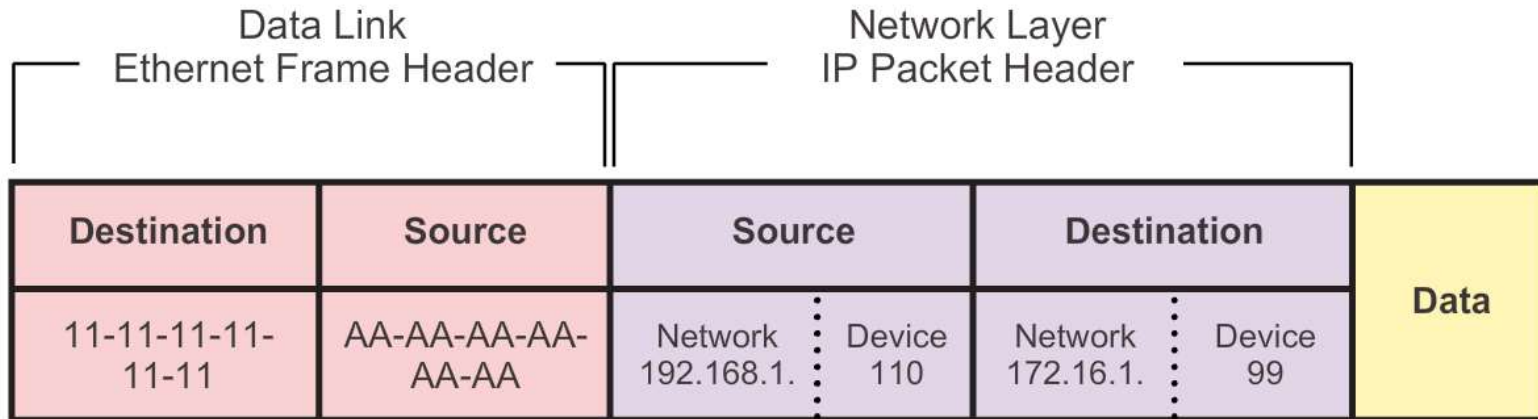 Data Link
Ethernet Frame Header
Network Layer
IP Packet Header
Destination
Source
Source
Destination
Data
11-11-11-11-
11-11
AA-AA-AA-AA-
AA-AA
Network
192.168.1.
Device
110
Network
172.16.1.
Device
99